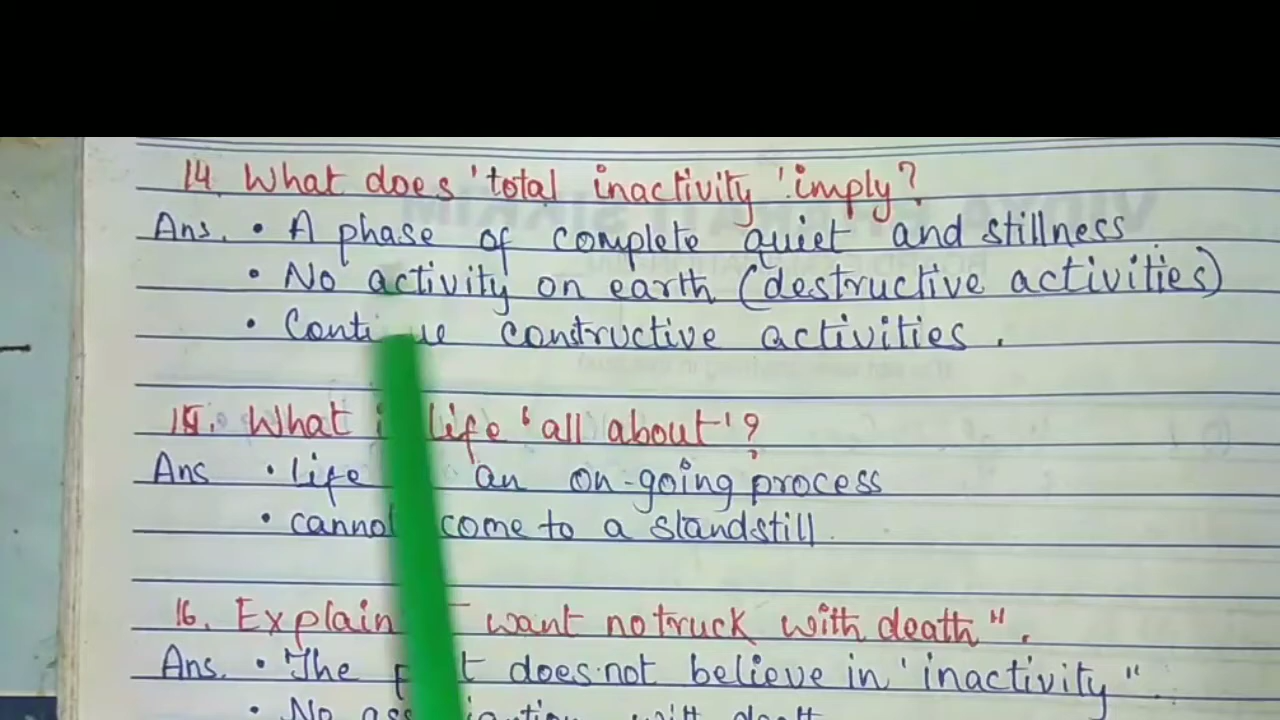 14. What does 'total inactivity' imply?
Ans. • A phase of complete quiet and stillness
• No activity on earth (destructive activities)
• constructive activities.
15. What life 'all about'?
Ans • life an on-going process
• come to a standstill.
16. Explain want no truck with death".
Ans. • The does not believe in 'inactivity"
• No